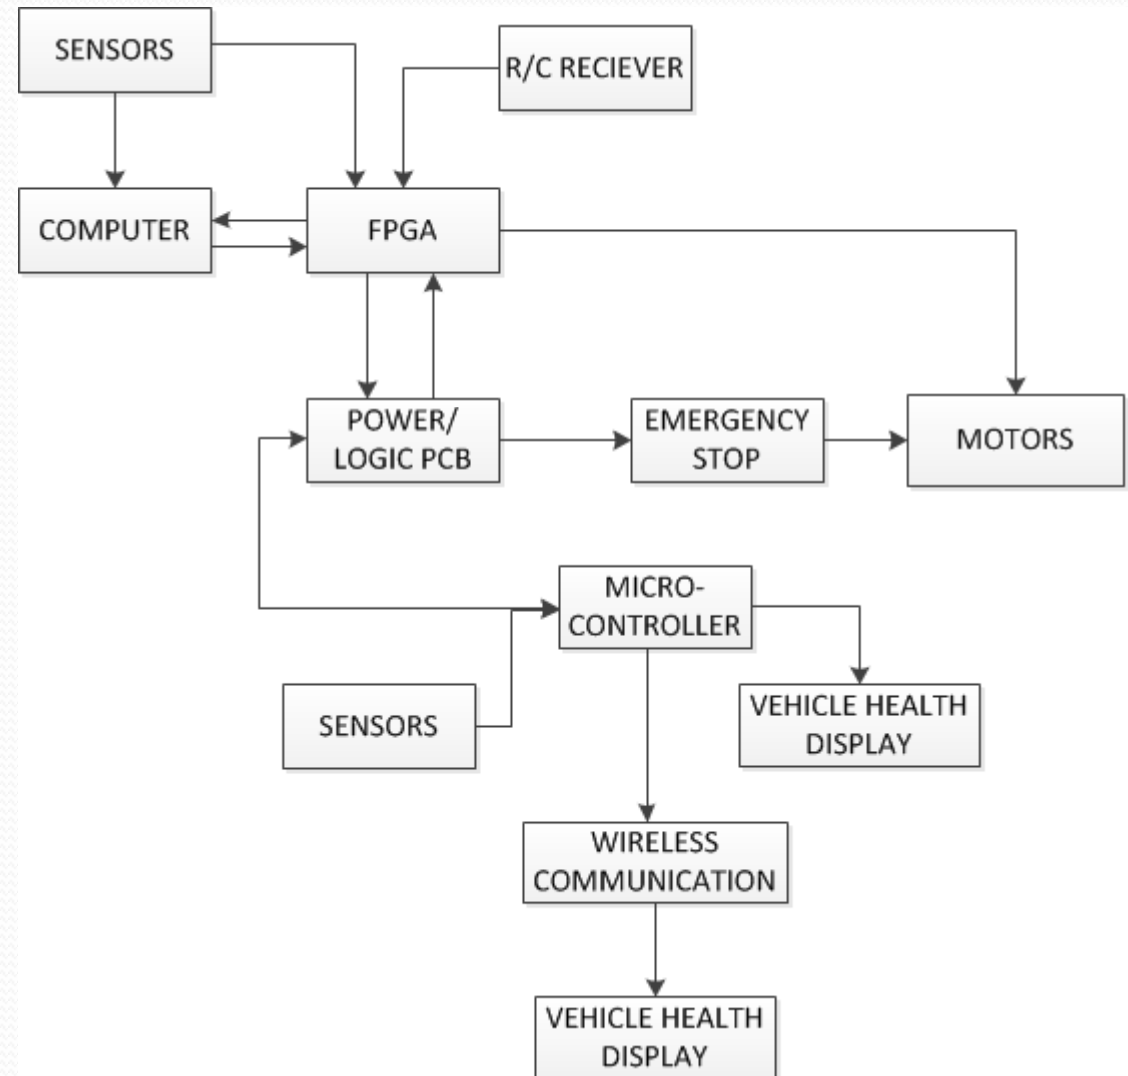 SENSORS
R/C RECIEVER
COMPUTER
FPGA
POWER/
LOGIC PCB
EMERGENCY
STOP
MOTORS
MICRO-
CONTROLLER
SENSORS
VEHICLE HEALTH
DISPLAY
WIRELESS
COMMUNICATION
VEHICLE HEALTH
DISPLAY